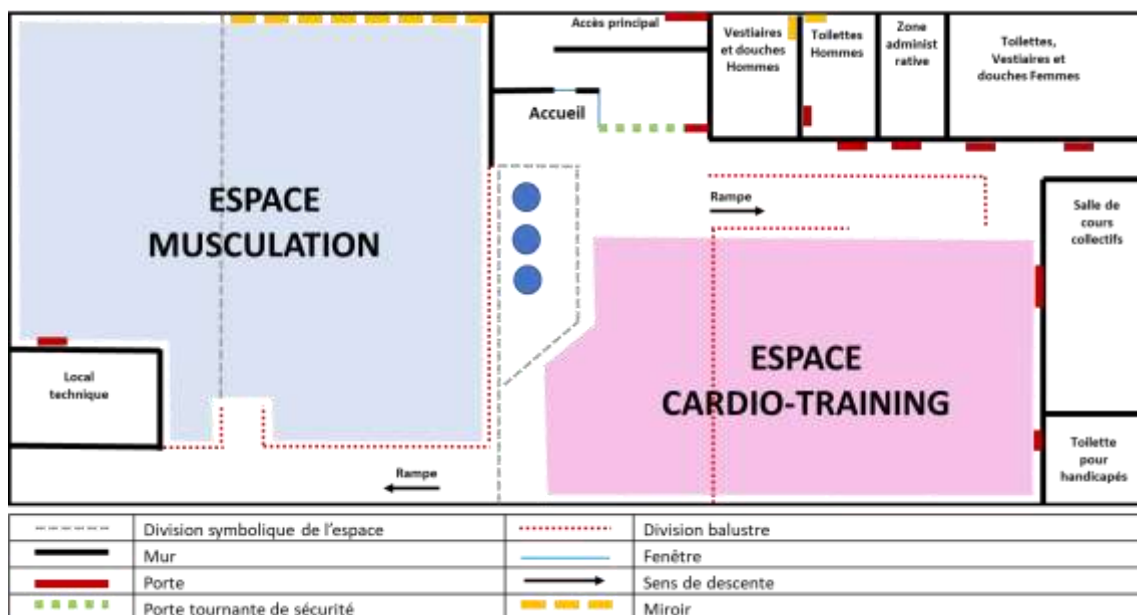 Accès principal
Vestiaires
et douches
Hommes
Toilettes
Hommes
Zone
administ
rative
Toilettes,
Vestiaires et
douches Femmes
Accueil
ESPACE
MUSCULATION
Rampe
Salle de
cours
collectifs
ESPACE
CARDIO-TRAINING
Local
technique
Rampe
Toilette
pour
handicapés
Division symbolique de l'espace
Division balustre
Mur
Fenêtre
Porte
Sens de descente
Porte tournante de sécurité
Miroir